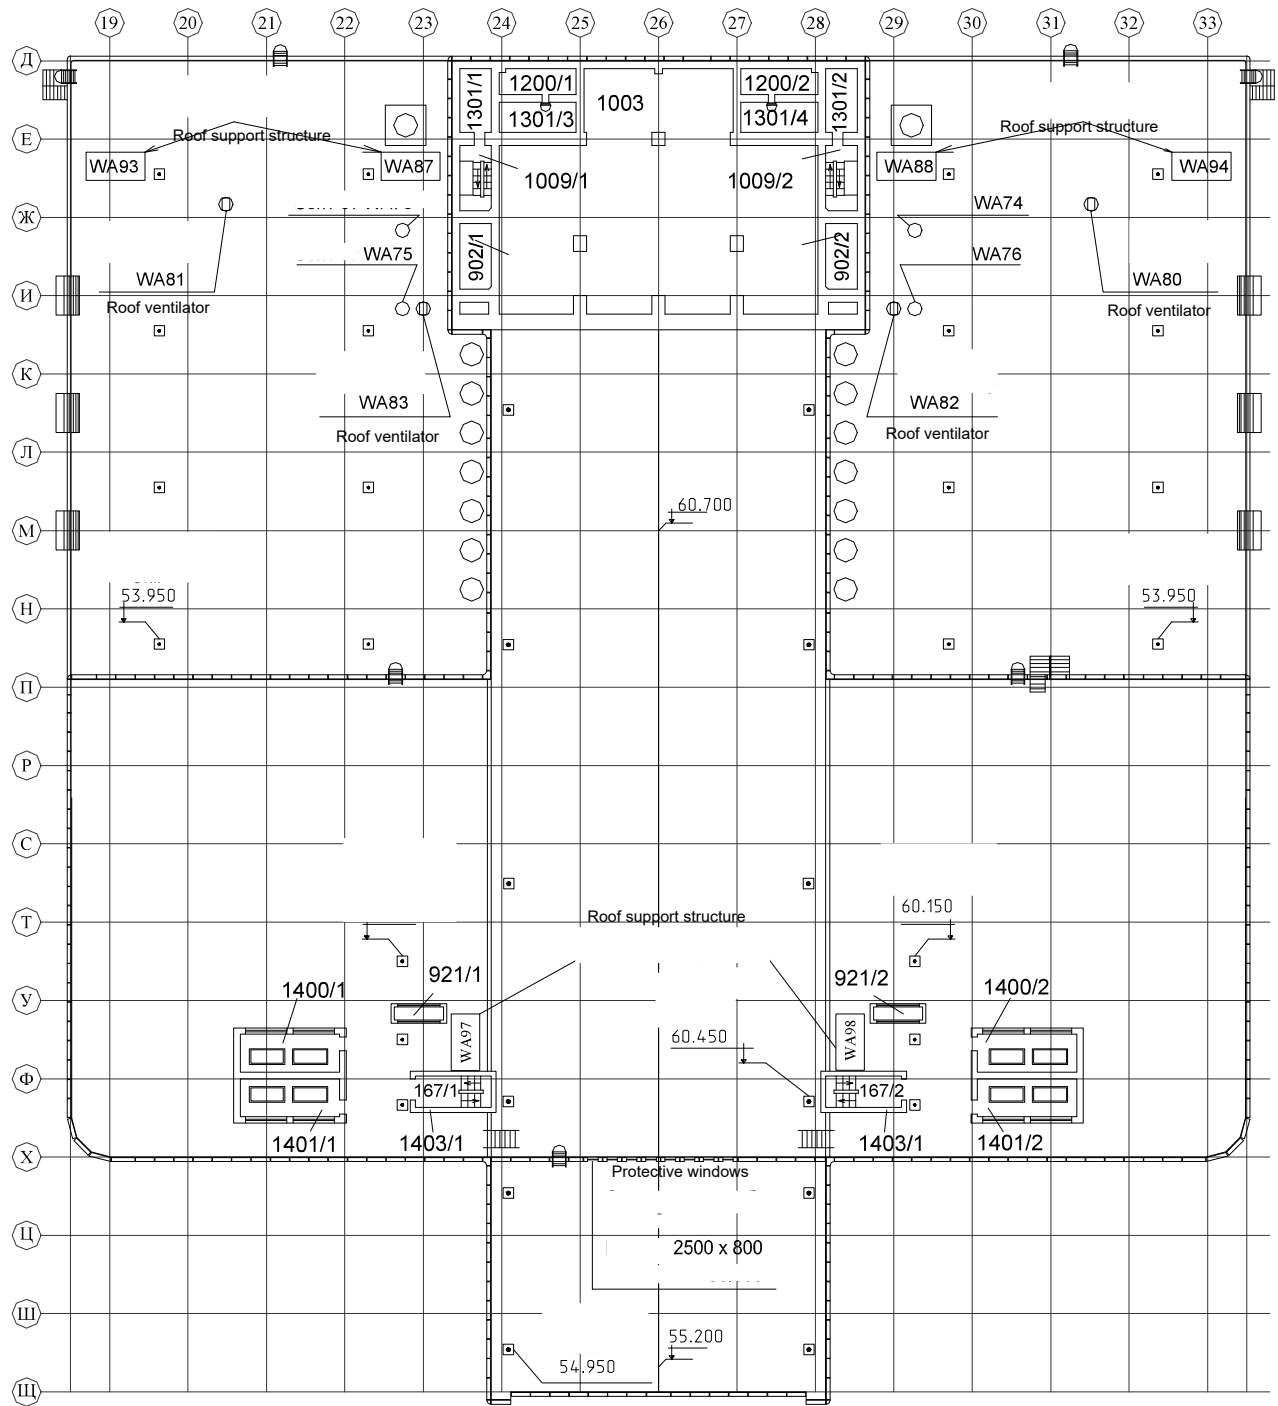 19 20 21 22 23 24 25 26 27 28 29 30 31 32 33
Д
1301/1
1200/1
1301/3
1003
1200/2
1301/4
1301/2
Е
Roof support structure
Roof support structure
WA93
WA87
WA88
WA94
1009/1
1009/2
Ж
WA74
902/1
902/2
WA75
WA76
WA81
Roof ventilator
WA80
Roof ventilator
И
К
WA83
Roof ventilator
WA82
Roof ventilator
Л
60.700
М
53.950
53.950
Н
П
Р
С
Roof support structure
60.150
Т
1400/1
921/1
921/2
1400/2
У
WA97
60.450
WA98
Ф
167/1
167/2
1401/1
1403/1
1403/1
1401/2
Х
Protective windows
Ц
2500 x 800
Ш
55.200
54.950
Щ